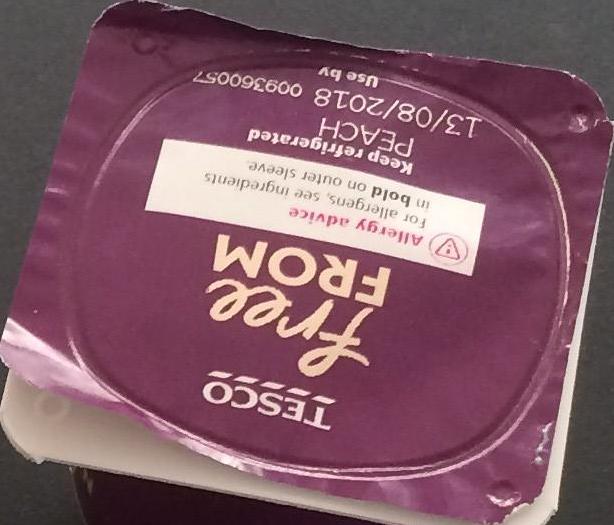 TESCO
free
FROM
Allergy advice
For allergens, see ingredients
in bold on outer sleeve.
Keep refrigerated
PEACH
13/08/2018 009360057
Use by